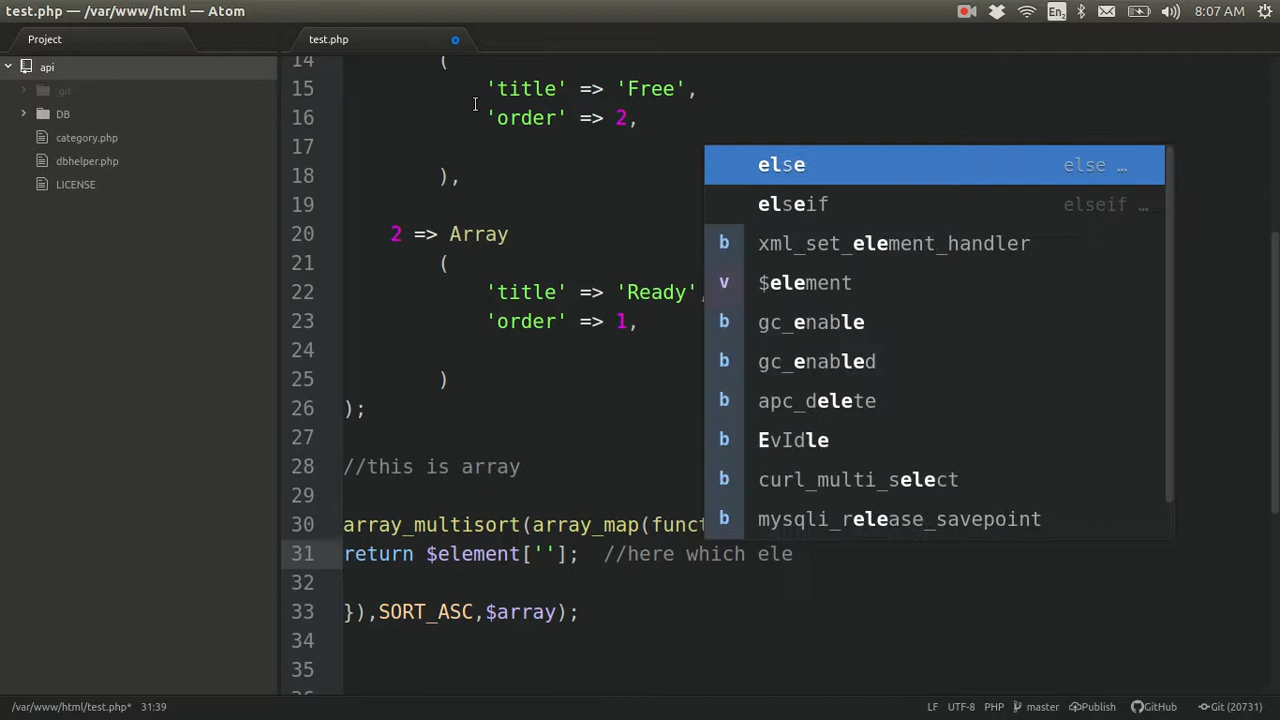 test.php — /var/www/html — Atom
En2
8:07 AM
Project
test.php
api
.git
DB
category.php
dbhelper.php
LICENSE
14 (
15 'title' => 'Free',
16 'order' => 2,
17
18 ),
19
20 2 => Array
21 (
22 'title' => 'Ready',
23 'order' => 1,
24
25 )
26 );
27
28 //this is array
29
30 array_multisort(array_map(funct
31 return $element['']; //here which ele
32
33 }),SORT_ASC,$array);
34
35
else else …
elseif elseif …
b xml_set_element_handler
v $element
b gc_enable
b gc_enabled
b apc_delete
b EvIdle
b curl_multi_select
b mysqli_release_savepoint
/var/www/html/test.php* 31:39
LF UTF-8 PHP master Publish GitHub Git (20731)